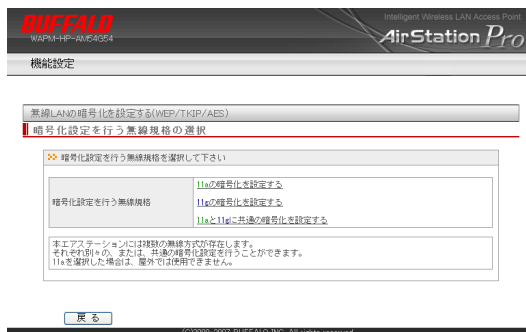 BUFFALO
WAPM-HP-AM54G54
Intelligent Wireless LAN Access Point
AirStation Pro
機能設定
無線LANの暗号化を設定する(WEP/TKIP/AES)
暗号化設定を行う無線規格の選択
暗号化設定を行う無線規格を選択して下さい
暗号化設定を行う無線規格
11aの暗号化を設定する
11gの暗号化を設定する
11aと11gに共通の暗号化を設定する
本エアステーションには複数の無線方式が存在します。
それぞれ別々の、または、共通の暗号化設定を行うことができます。
11aを選択した場合は、屋外では使用できません。
戻る
(C)2000-2007 BUFFALO INC. All rights reserved.